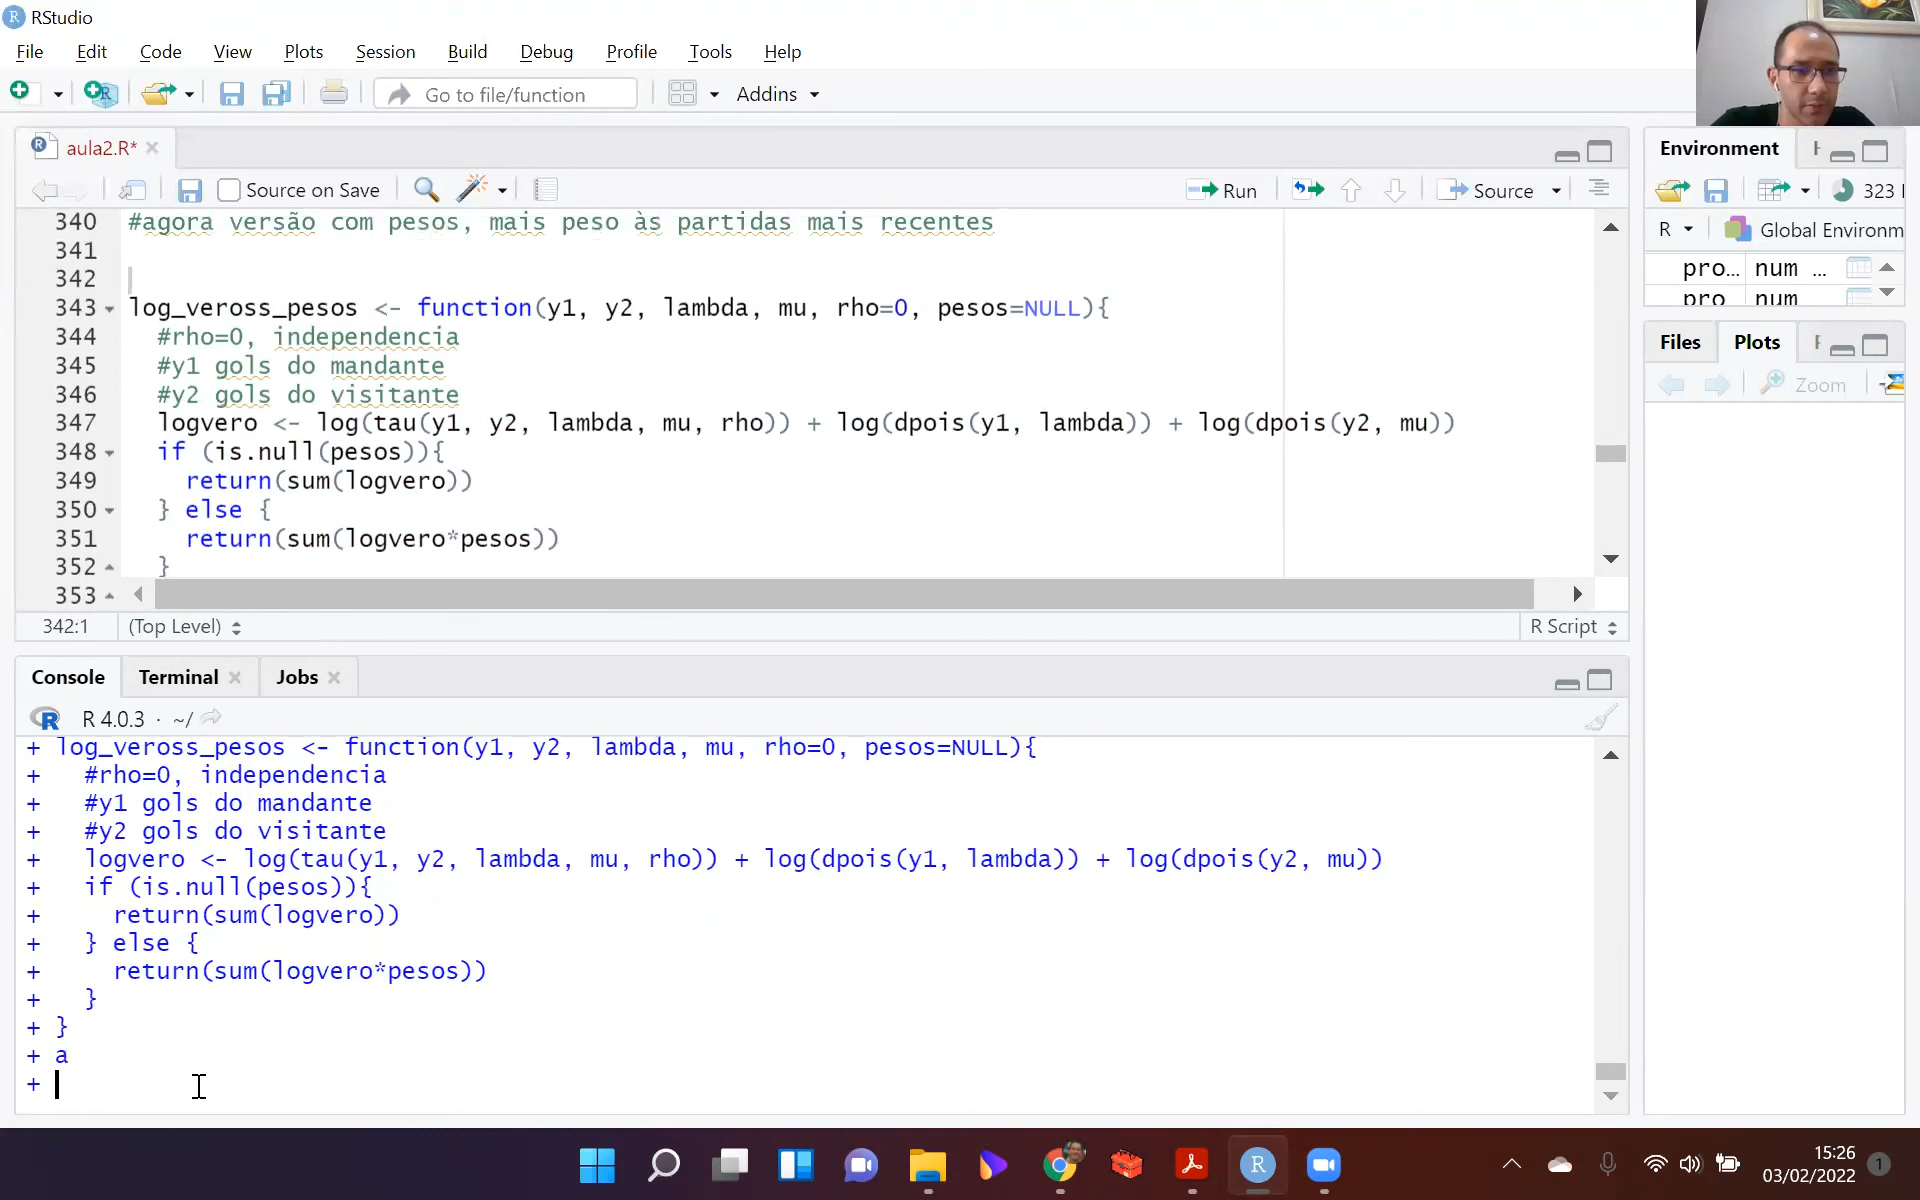 RStudio
File Edit Code View Plots Session Build Debug Profile Tools Help
Go to file/function Addins
aula2.R*
Source on Save Run Source
340 #agora versão com pesos, mais peso às partidas mais recentes
341
342
343 log_veross_pesos <- function(y1, y2, lambda, mu, rho=0, pesos=NULL){
344 #rho=0, independencia
345 #y1 gols do mandante
346 #y2 gols do visitante
347 logvero <- log(tau(y1, y2, lambda, mu, rho)) + log(dpois(y1, lambda)) + log(dpois(y2, mu))
348 if (is.null(pesos)){
349 return(sum(logvero))
350 } else {
351 return(sum(logvero*pesos))
352 }
353
342:1 (Top Level) R Script
Console Terminal Jobs
R 4.0.3 · ~/
+ log_veross_pesos <- function(y1, y2, lambda, mu, rho=0, pesos=NULL){
+ #rho=0, independencia
+ #y1 gols do mandante
+ #y2 gols do visitante
+ logvero <- log(tau(y1, y2, lambda, mu, rho)) + log(dpois(y1, lambda)) + log(dpois(y2, mu))
+ if (is.null(pesos)){
+ return(sum(logvero))
+ } else {
+ return(sum(logvero*pesos))
+ }
+ }
+ a
+
Environment
323
R Global Environm
pro... num ...
pro num
Files Plots
Zoom
15:26
03/02/2022 1